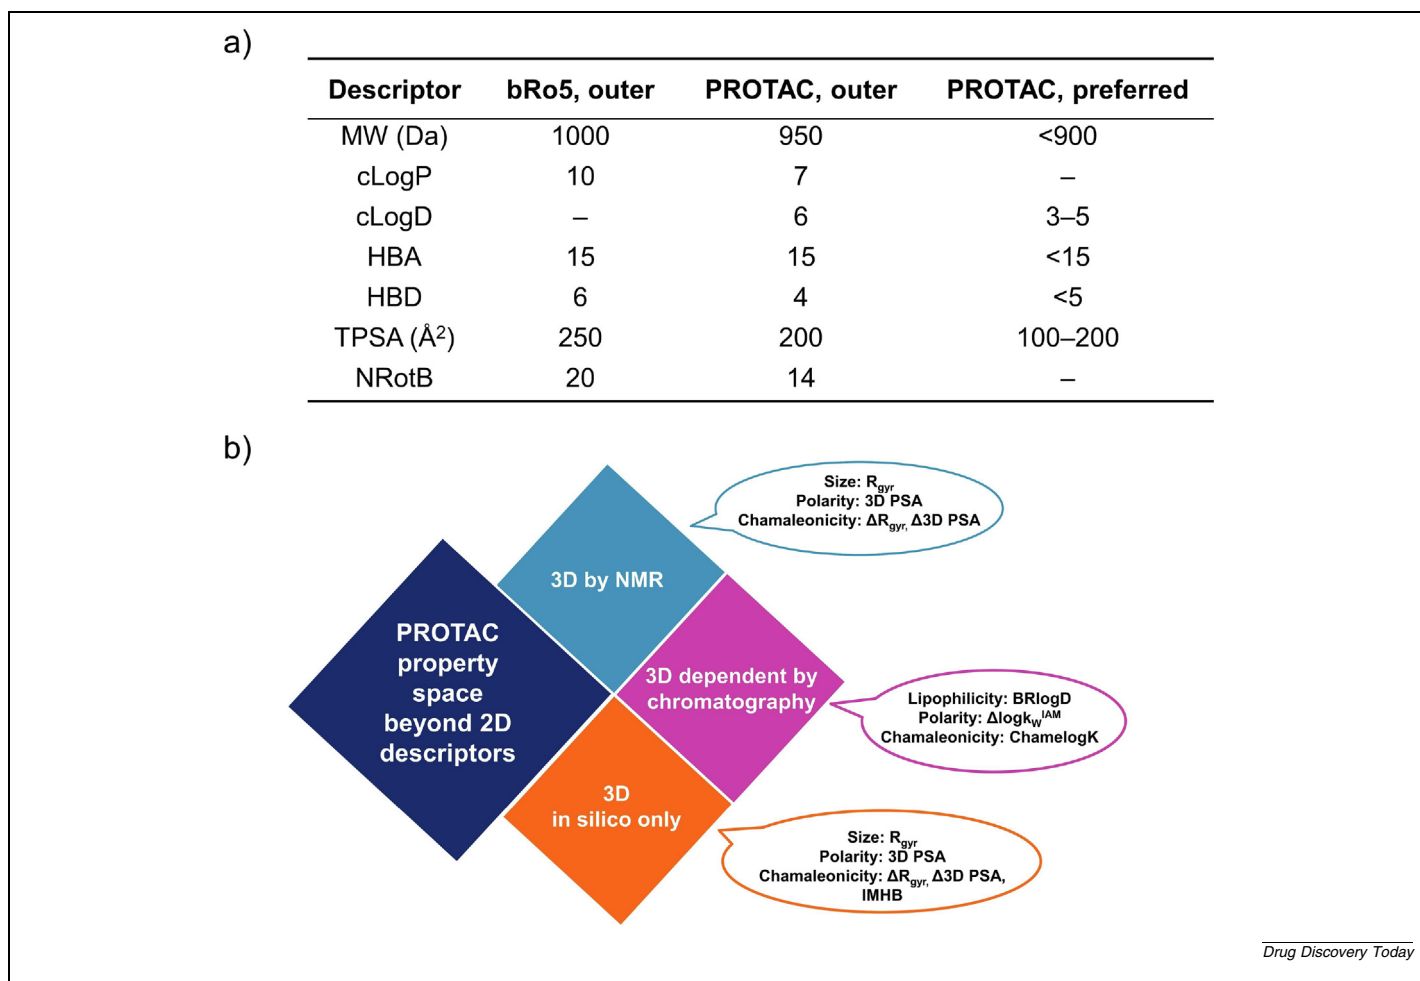 a)
Descriptor bRo5, outer PROTAC, outer PROTAC, preferred
MW (Da) 1000 950 <900
cLogP 10 7 –
cLogD – 6 3–5
HBA 15 15 <15
HBD 6 4 <5
TPSA (Å²) 250 200 100–200
NRotB 20 14 –
b)
Size: Rgyr
Polarity: 3D PSA
Chamaleonicity: ΔRgyr, Δ3D PSA
3D by NMR
PROTAC
property
space
beyond 2D
descriptors
3D dependent by
chromatography
Lipophilicity: BRlogD
Polarity: ΔlogkW^IAM
Chamaleonicity: ChamelogK
3D
in silico only
Size: Rgyr
Polarity: 3D PSA
Chamaleonicity: ΔRgyr, Δ3D PSA,
IMHB
Drug Discovery Today